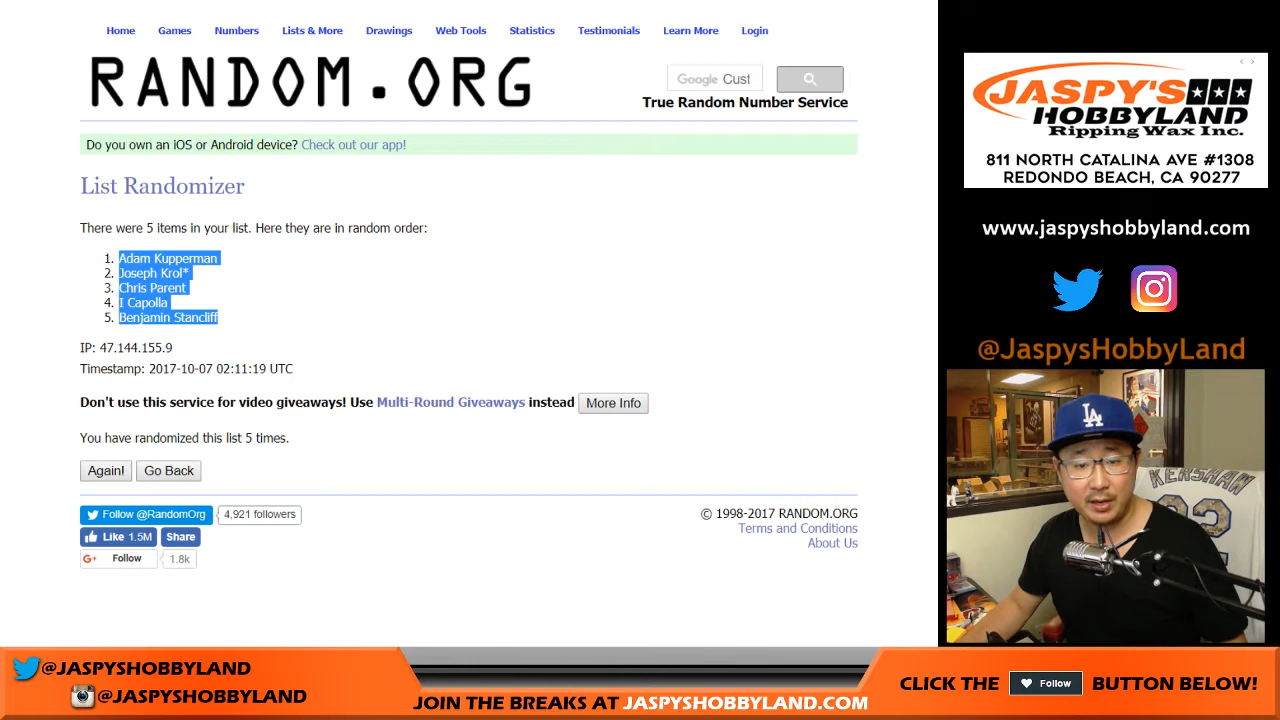 Home Games Numbers Lists & More Drawings Web Tools Statistics Testimonials Learn More Login
RANDOM.ORG
Google Cust
True Random Number Service
Do you own an iOS or Android device? Check out our app!
List Randomizer
There were 5 items in your list. Here they are in random order:
1. Adam Kupperman
2. Joseph Krol*
3. Chris Parent
4. I Capolla
5. Benjamin Stancliff
IP: 47.144.155.9
Timestamp: 2017-10-07 02:11:19 UTC
Don't use this service for video giveaways! Use Multi-Round Giveaways instead More Info
You have randomized this list 5 times.
Again! Go Back
Follow @RandomOrg 4,921 followers
Like 1.5M Share
G+ Follow 1.8k
© 1998-2017 RANDOM.ORG
Terms and Conditions
About Us
JASPY'S
HOBBYLAND
Ripping Wax Inc.
811 NORTH CATALINA AVE #1308
REDONDO BEACH, CA 90277
www.jaspyshobbyland.com
@JaspysHobbyLand
LA
KERSHAW
22
@JASPYSHOBBYLAND
@JASPYSHOBBYLAND
JOIN THE BREAKS AT JASPYSHOBBYLAND.COM
CLICK THE Follow BUTTON BELOW!